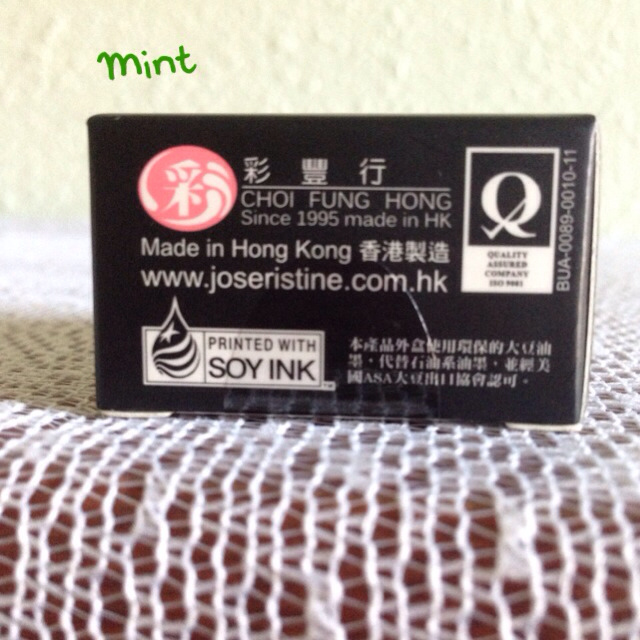 mint
彩
彩豐行
CHOI FUNG HONG
Since 1995 made in HK
Made in Hong Kong 香港製造
www.joseristine.com.hk
Q
QUALITY
ASSURED
COMPANY
ISO 9001
BUA-0089-0010-11
PRINTED WITH
SOY INK
本產品外盒使用環保的大豆油
墨，代替石油系油墨，並經美
國ASA大豆出口協會認可。